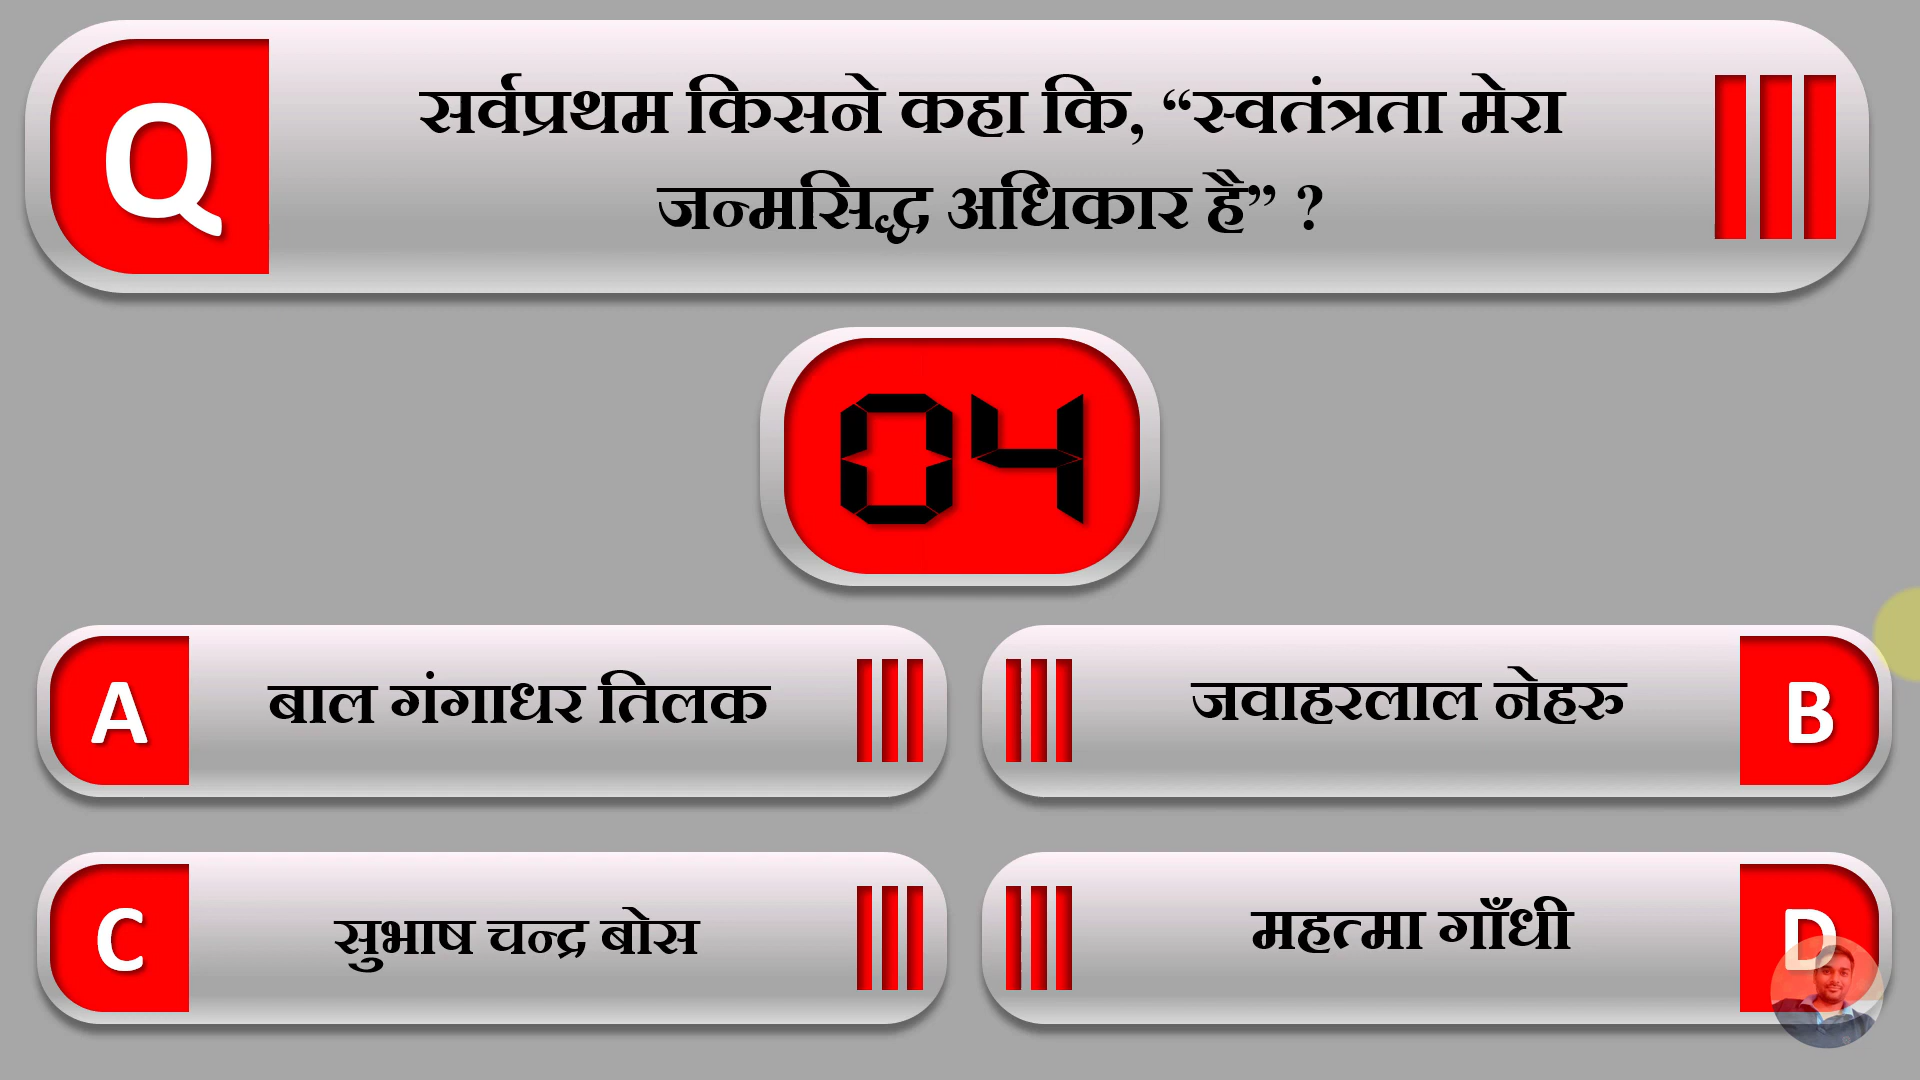 Q
सर्वप्रथम किसने कहा कि, “स्वतंत्रता मेरा
जन्मसिद्ध अधिकार है” ?
04
A
बाल गंगाधर तिलक
जवाहरलाल नेहरु
B
C
सुभाष चन्द्र बोस
महत्मा गाँधी
D